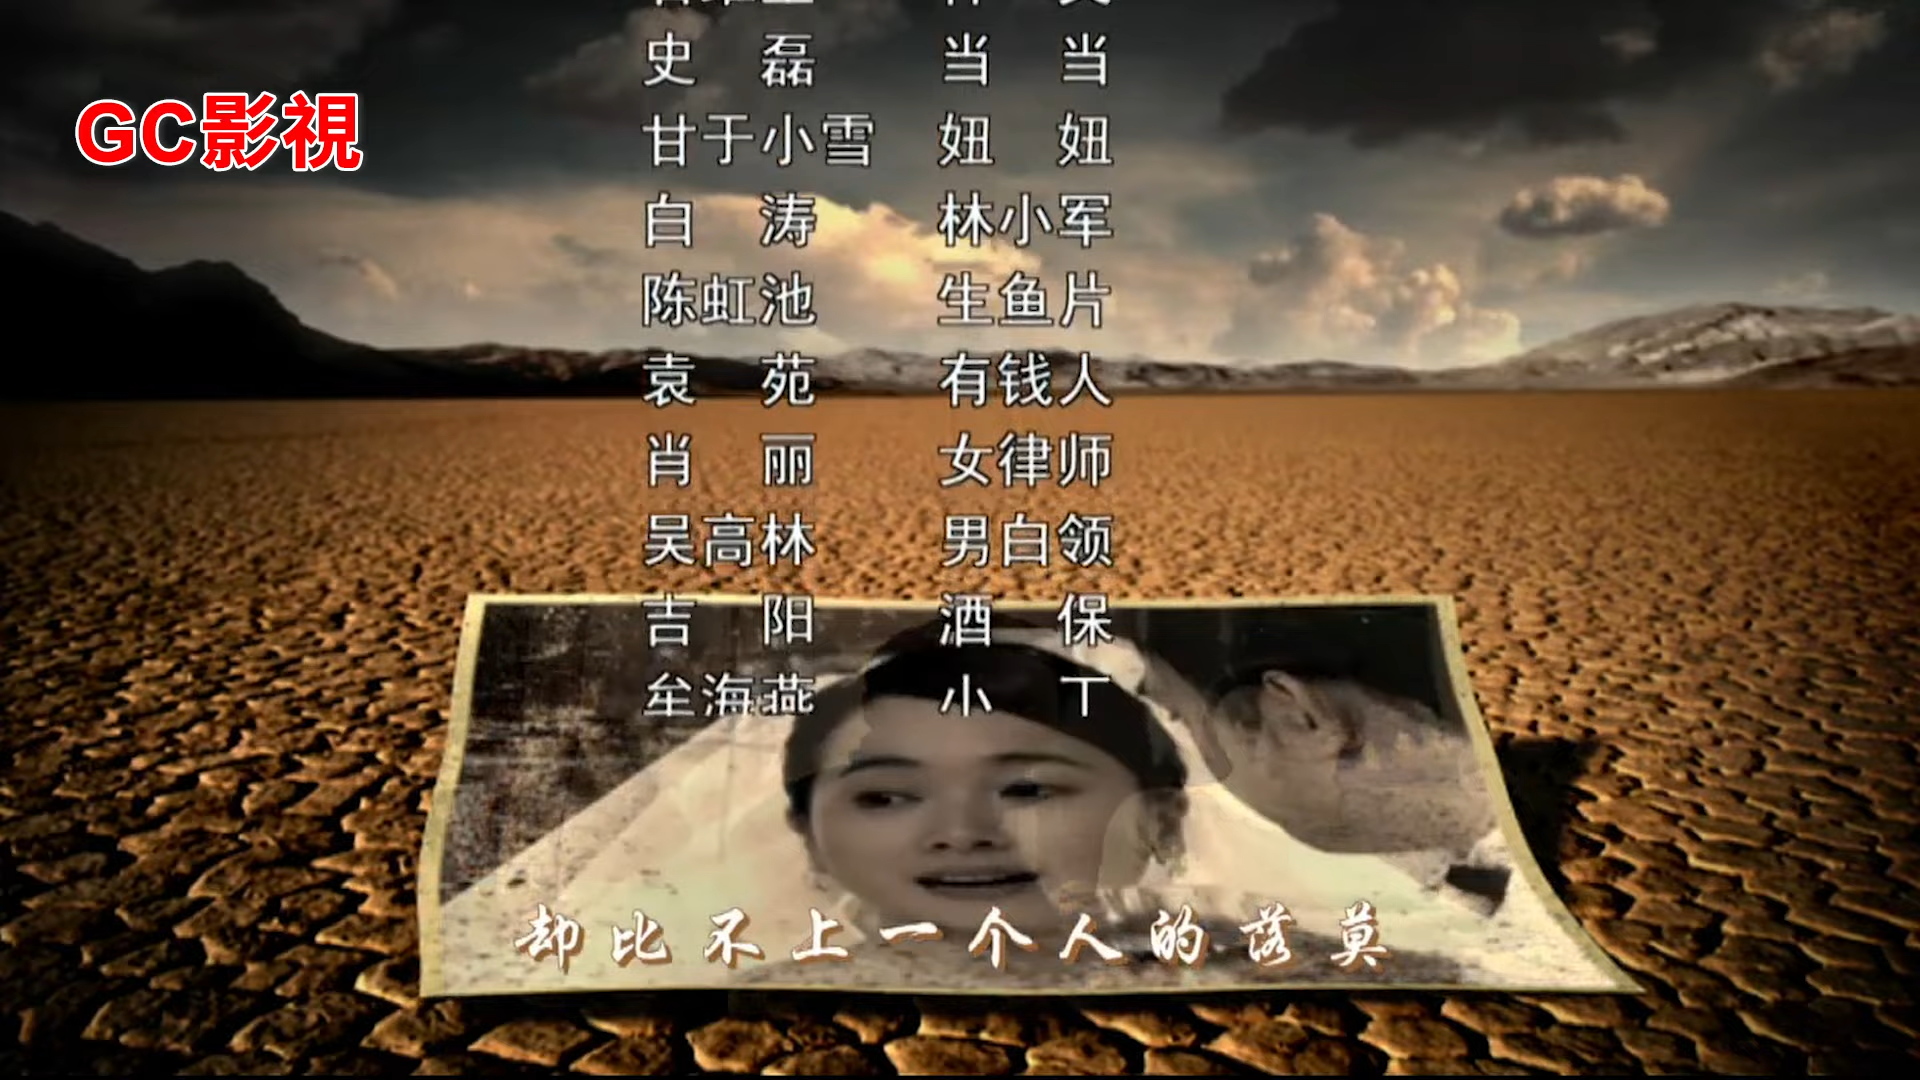 史磊 当当
GC影視
甘于小雪 妞妞
白涛 林小军
陈虹池 生鱼片
袁苑 有钱人
肖丽 女律师
吴高林 男白领
吉阳 酒保
牟海燕 小丁
却比不上一个人的落莫